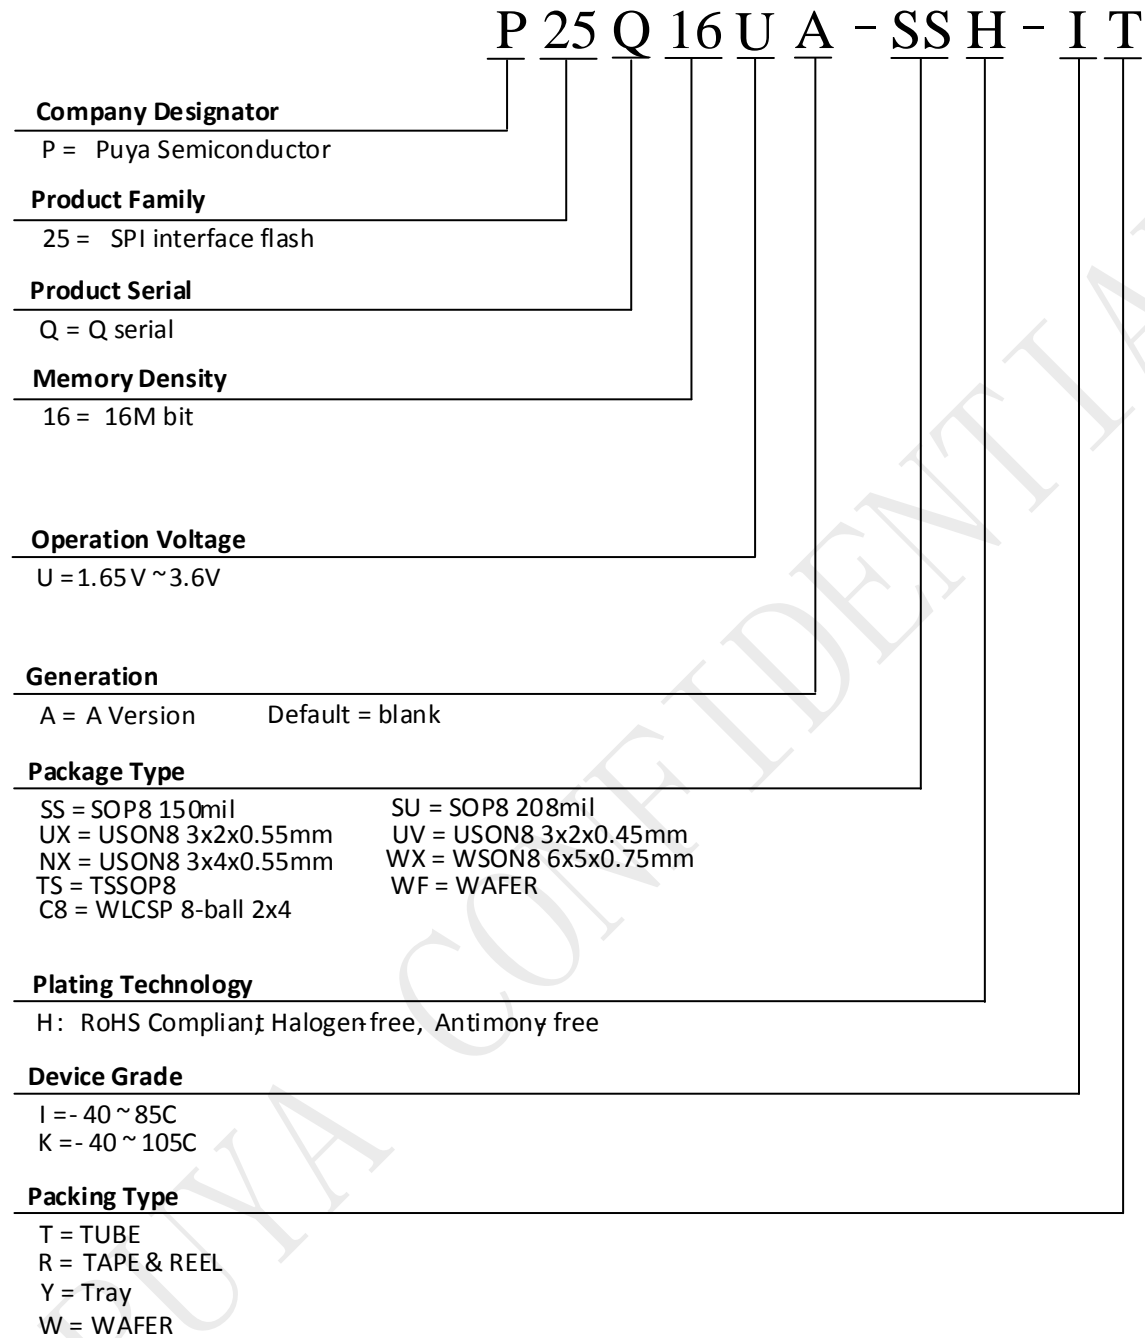 P 25 Q 16 U A - SS H - I T
Company Designator
P = Puya Semiconductor
Product Family
25 = SPI interface flash
Product Serial
Q = Q serial
Memory Density
16 = 16M bit
Operation Voltage
U =1.65V ~3.6V
Generation
A = A Version Default = blank
Package Type
SS = SOP8 150mil SU = SOP8 208mil
UX = USON8 3x2x0.55mm UV = USON8 3x2x0.45mm
NX = USON8 3x4x0.55mm WX = WSON8 6x5x0.75mm
TS = TSSOP8 WF = WAFER
C8 = WLCSP 8-ball 2x4
Plating Technology
H: RoHS Compliant, Halogen-free, Antimony-free
Device Grade
I =- 40 ~ 85C
K =- 40 ~ 105C
Packing Type
T = TUBE
R = TAPE & REEL
Y = Tray
W = WAFER
PUYA CONFIDENTIA